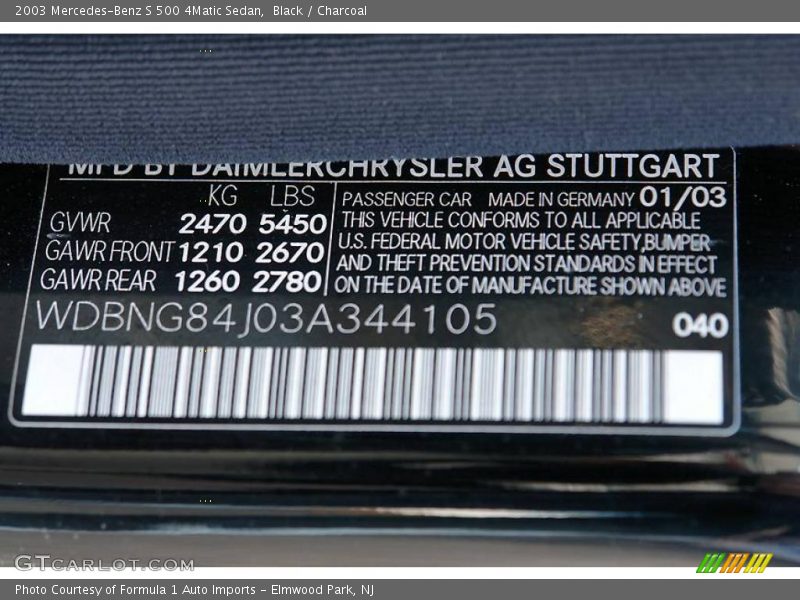 2003 Mercedes-Benz S 500 4Matic Sedan, Black / Charcoal
MFD BY DAIMLERCHRYSLER AG STUTTGART
KG LBS
GVWR 2470 5450
GAWR FRONT 1210 2670
GAWR REAR 1260 2780
PASSENGER CAR MADE IN GERMANY 01/03
THIS VEHICLE CONFORMS TO ALL APPLICABLE
U.S. FEDERAL MOTOR VEHICLE SAFETY,BUMPER
AND THEFT PREVENTION STANDARDS IN EFFECT
ON THE DATE OF MANUFACTURE SHOWN ABOVE
WDBNG84J03A344105
040
GTCARLOT.COM
Photo Courtesy of Formula 1 Auto Imports - Elmwood Park, NJ